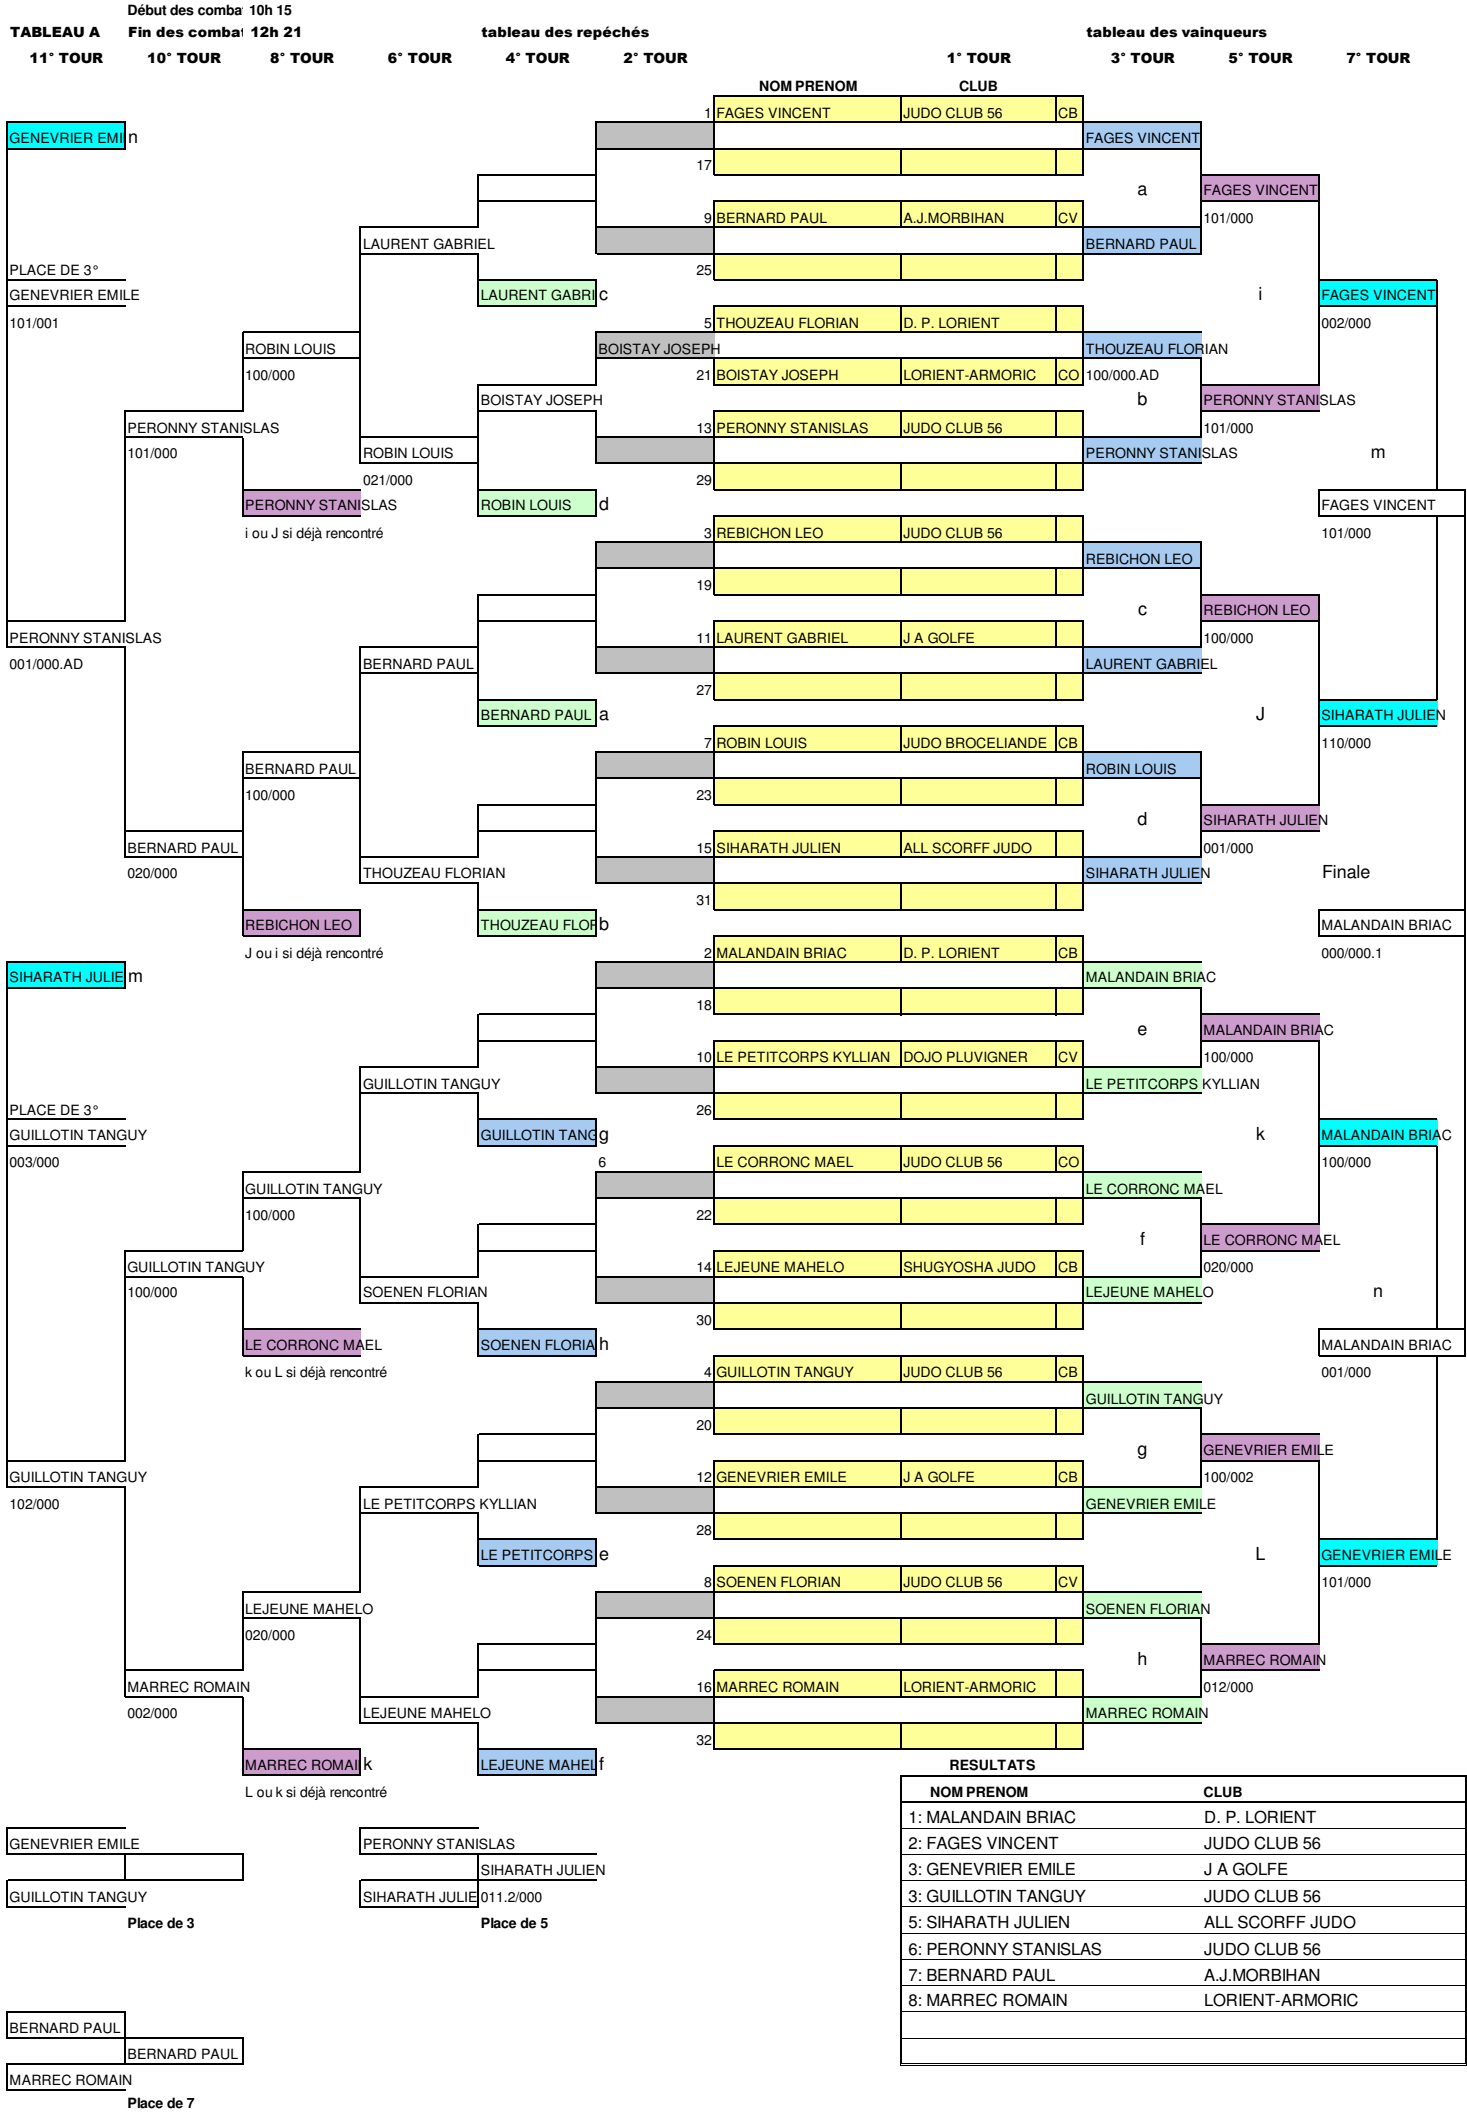 Début des comba 10h 15
TABLEAU A Fin des combat 12h 21 tableau des repéchés tableau des vainqueurs
11° TOUR 10° TOUR 8° TOUR 6° TOUR 4° TOUR 2° TOUR 1° TOUR 3° TOUR 5° TOUR 7° TOUR
NOM PRENOM CLUB
1 FAGES VINCENT JUDO CLUB 56 CB
GENEVRIER EMI n FAGES VINCENT
17
a FAGES VINCENT
9 BERNARD PAUL A.J.MORBIHAN CV 101/000
LAURENT GABRIEL BERNARD PAUL
PLACE DE 3° 25
GENEVRIER EMILE LAURENT GABRI c i FAGES VINCENT
101/001 5 THOUZEAU FLORIAN D. P. LORIENT 002/000
ROBIN LOUIS BOISTAY JOSEPH THOUZEAU FLORIAN
100/000 21 BOISTAY JOSEPH LORIENT-ARMORIC CO 100/000.AD
BOISTAY JOSEPH b PERONNY STANISLAS
PERONNY STANISLAS 13 PERONNY STANISLAS JUDO CLUB 56 101/000
101/000 ROBIN LOUIS PERONNY STANISLAS m
021/000 29
PERONNY STANISLAS ROBIN LOUIS d FAGES VINCENT
i ou J si déjà rencontré 3 REBICHON LEO JUDO CLUB 56 101/000
REBICHON LEO
19
c REBICHON LEO
PERONNY STANISLAS 11 LAURENT GABRIEL J A GOLFE 100/000
001/000.AD BERNARD PAUL LAURENT GABRIEL
27
BERNARD PAUL a J SIHARATH JULIEN
7 ROBIN LOUIS JUDO BROCELIANDE CB 110/000
BERNARD PAUL ROBIN LOUIS
100/000 23
d SIHARATH JULIEN
BERNARD PAUL 15 SIHARATH JULIEN ALL SCORFF JUDO 001/000
020/000 THOUZEAU FLORIAN SIHARATH JULIEN Finale
31
REBICHON LEO THOUZEAU FLOR b MALANDAIN BRIAC
J ou i si déjà rencontré 2 MALANDAIN BRIAC D. P. LORIENT CB 000/000.1
SIHARATH JULIE m MALANDAIN BRIAC
18
e MALANDAIN BRIAC
10 LE PETITCORPS KYLLIAN DOJO PLUVIGNER CV 100/000
GUILLOTIN TANGUY LE PETITCORPS KYLLIAN
PLACE DE 3° 26
GUILLOTIN TANGUY GUILLOTIN TANG g k MALANDAIN BRIAC
003/000 6 LE CORRONC MAEL JUDO CLUB 56 CO 100/000
GUILLOTIN TANGUY LE CORRONC MAEL
100/000 22
f LE CORRONC MAEL
GUILLOTIN TANGUY 14 LEJEUNE MAHELO SHUGYOSHA JUDO CB 020/000
100/000 SOENEN FLORIAN LEJEUNE MAHELO n
30
LE CORRONC MAEL SOENEN FLORIA h MALANDAIN BRIAC
k ou L si déjà rencontré 4 GUILLOTIN TANGUY JUDO CLUB 56 CB 001/000
GUILLOTIN TANGUY
20
g GENEVRIER EMILE
GUILLOTIN TANGUY 12 GENEVRIER EMILE J A GOLFE CB 100/002
102/000 LE PETITCORPS KYLLIAN GENEVRIER EMILE
28
LE PETITCORPS e L GENEVRIER EMILE
8 SOENEN FLORIAN JUDO CLUB 56 CV 101/000
LEJEUNE MAHELO SOENEN FLORIAN
020/000 24
h MARREC ROMAIN
MARREC ROMAIN 16 MARREC ROMAIN LORIENT-ARMORIC 012/000
002/000 LEJEUNE MAHELO MARREC ROMAIN
32
MARREC ROMAI k LEJEUNE MAHEL f RESULTATS
L ou k si déjà rencontré NOM PRENOM CLUB
1: MALANDAIN BRIAC D. P. LORIENT
GENEVRIER EMILE PERONNY STANISLAS 2: FAGES VINCENT JUDO CLUB 56
SIHARATH JULIEN 3: GENEVRIER EMILE J A GOLFE
GUILLOTIN TANGUY SIHARATH JULIE 011.2/000 3: GUILLOTIN TANGUY JUDO CLUB 56
Place de 3 Place de 5 5: SIHARATH JULIEN ALL SCORFF JUDO
6: PERONNY STANISLAS JUDO CLUB 56
7: BERNARD PAUL A.J.MORBIHAN
8: MARREC ROMAIN LORIENT-ARMORIC
BERNARD PAUL
BERNARD PAUL
MARREC ROMAIN
Place de 7